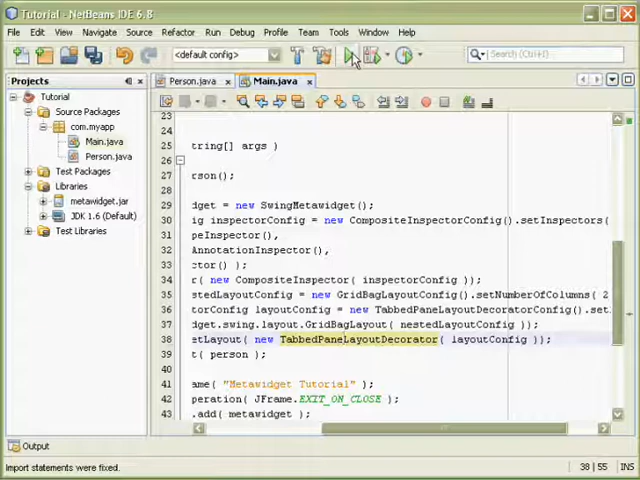 Tutorial - NetBeans IDE 6.8
File Edit View Navigate Source Refactor Run Debug Profile Team Tools Window Help
<default config>
Search (Ctrl+I)
Projects
Person.java
Main.java
Tutorial
Source Packages
com.myapp
Main.java
Person.java
Test Packages
Libraries
metawidget.jar
JDK 1.6 (Default)
Test Libraries
23
24
25 tring[] args )
26
27 rson();
28
29 dget = new SwingMetawidget();
30 ig inspectorConfig = new CompositeInspectorConfig().setInspectors(
31 peInspector(),
32 AnnotationInspector(),
33 ctor() );
34 r( new CompositeInspector( inspectorConfig ));
35 stedLayoutConfig = new GridBagLayoutConfig().setNumberOfColumns( 2
36 torConfig layoutConfig = new TabbedPaneLayoutDecoratorConfig().set
37 dget.swing.layout.GridBagLayout( nestedLayoutConfig ));
38 etLayout( new TabbedPaneLayoutDecorator( layoutConfig ));
39 t( person );
40
41 ame( "Metawidget Tutorial" );
42 peration( JFrame.EXIT_ON_CLOSE );
43 .add( metawidget );
Output
Import statements were fixed.
38 | 55
INS